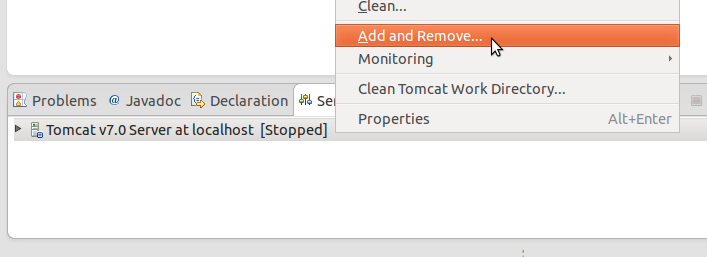 Clean...
Add and Remove...
Monitoring
Clean Tomcat Work Directory...
Properties Alt+Enter
Problems @ Javadoc Declaration Ser
Tomcat v7.0 Server at localhost [Stopped]